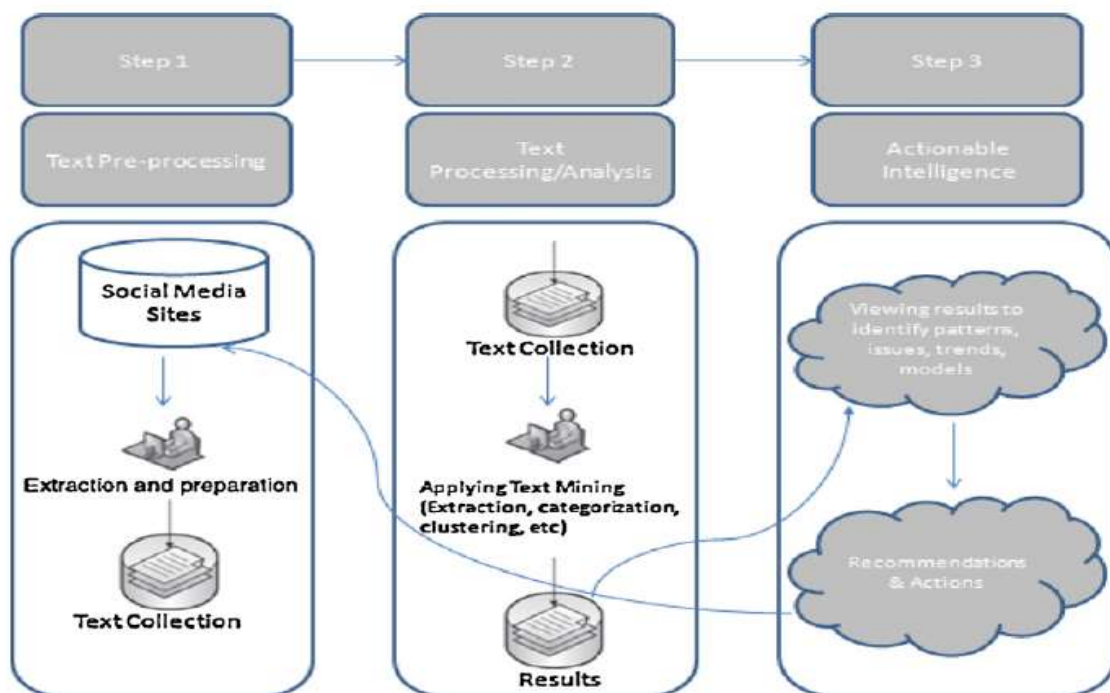 Step 1
Step 2
Step 3
Text Pre-processing
Text
Processing/Analysis
Actionable
Intelligence
Social Media
Sites
Extraction and preparation
Text Collection
Text Collection
Applying Text Mining
(Extraction, categorization,
clustering, etc)
Results
Viewing results to
identify patterns,
issues, trends,
models
Recommendations
& Actions